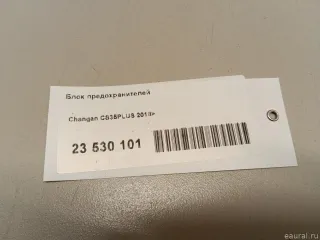 Блок предохранителей
Changan CS35PLUS 2018>
23 530 101
eaural.ru